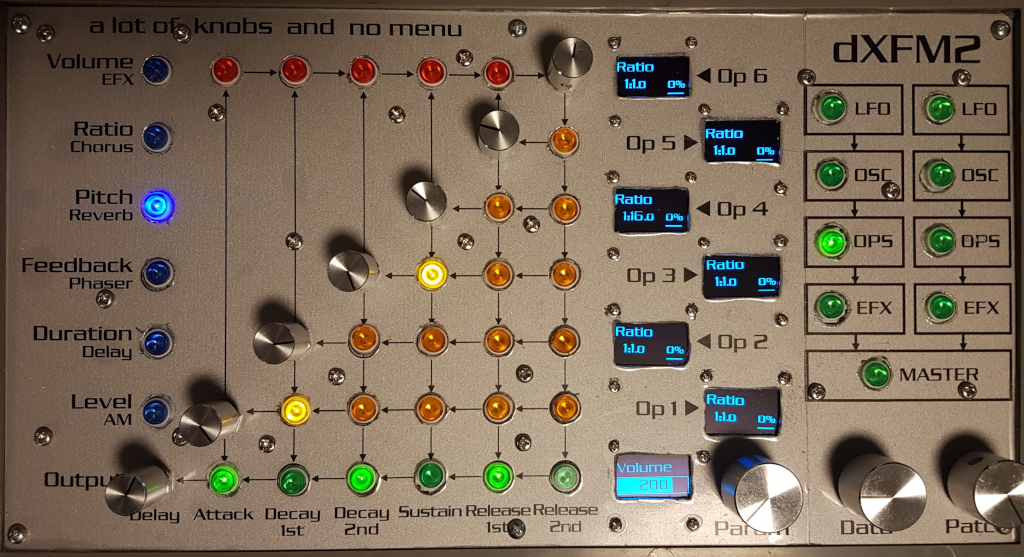 a lot of knobs and no menu
dXFM2
Volume
EFX
Ratio
1:1.0 0%
Op 6
LFO LFO
Ratio
Chorus
Op 5
Ratio
1:1.0 0%
OSC OSC
Pitch
Reverb
Ratio
1:16.0 0%
Op 4
OPS OPS
Feedback
Phaser
Op 3
Ratio
1:1.0 0%
EFX EFX
Duration
Delay
Ratio
1:1.0 0%
Op 2
MASTER
Level
AM
Op 1
Ratio
1:1.0 0%
Output
Volume
200
Delay Attack Decay Sustain Release Release
1st 2nd 1st 2nd
Param Data Patch